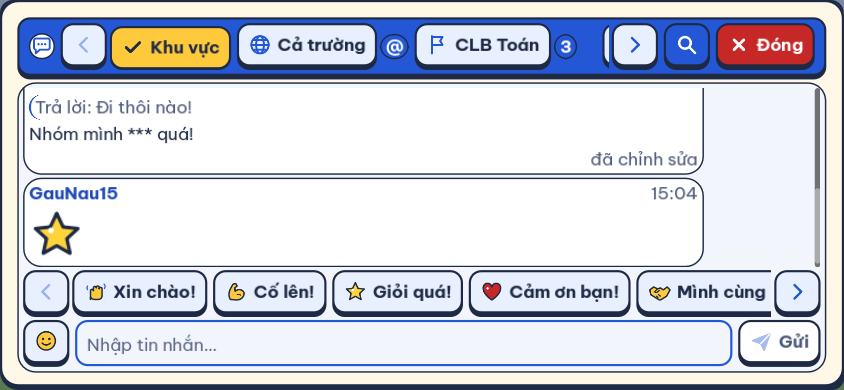 Khu vực
Cả trường
@
CLB Toán
3
Đóng
Trả lời: Đi thôi nào!
Nhóm mình *** quá!
đã chỉnh sửa
GauNau15
15:04
Xin chào!
Cố lên!
Giỏi quá!
Cảm ơn bạn!
Mình cùng
Nhập tin nhắn...
Gửi